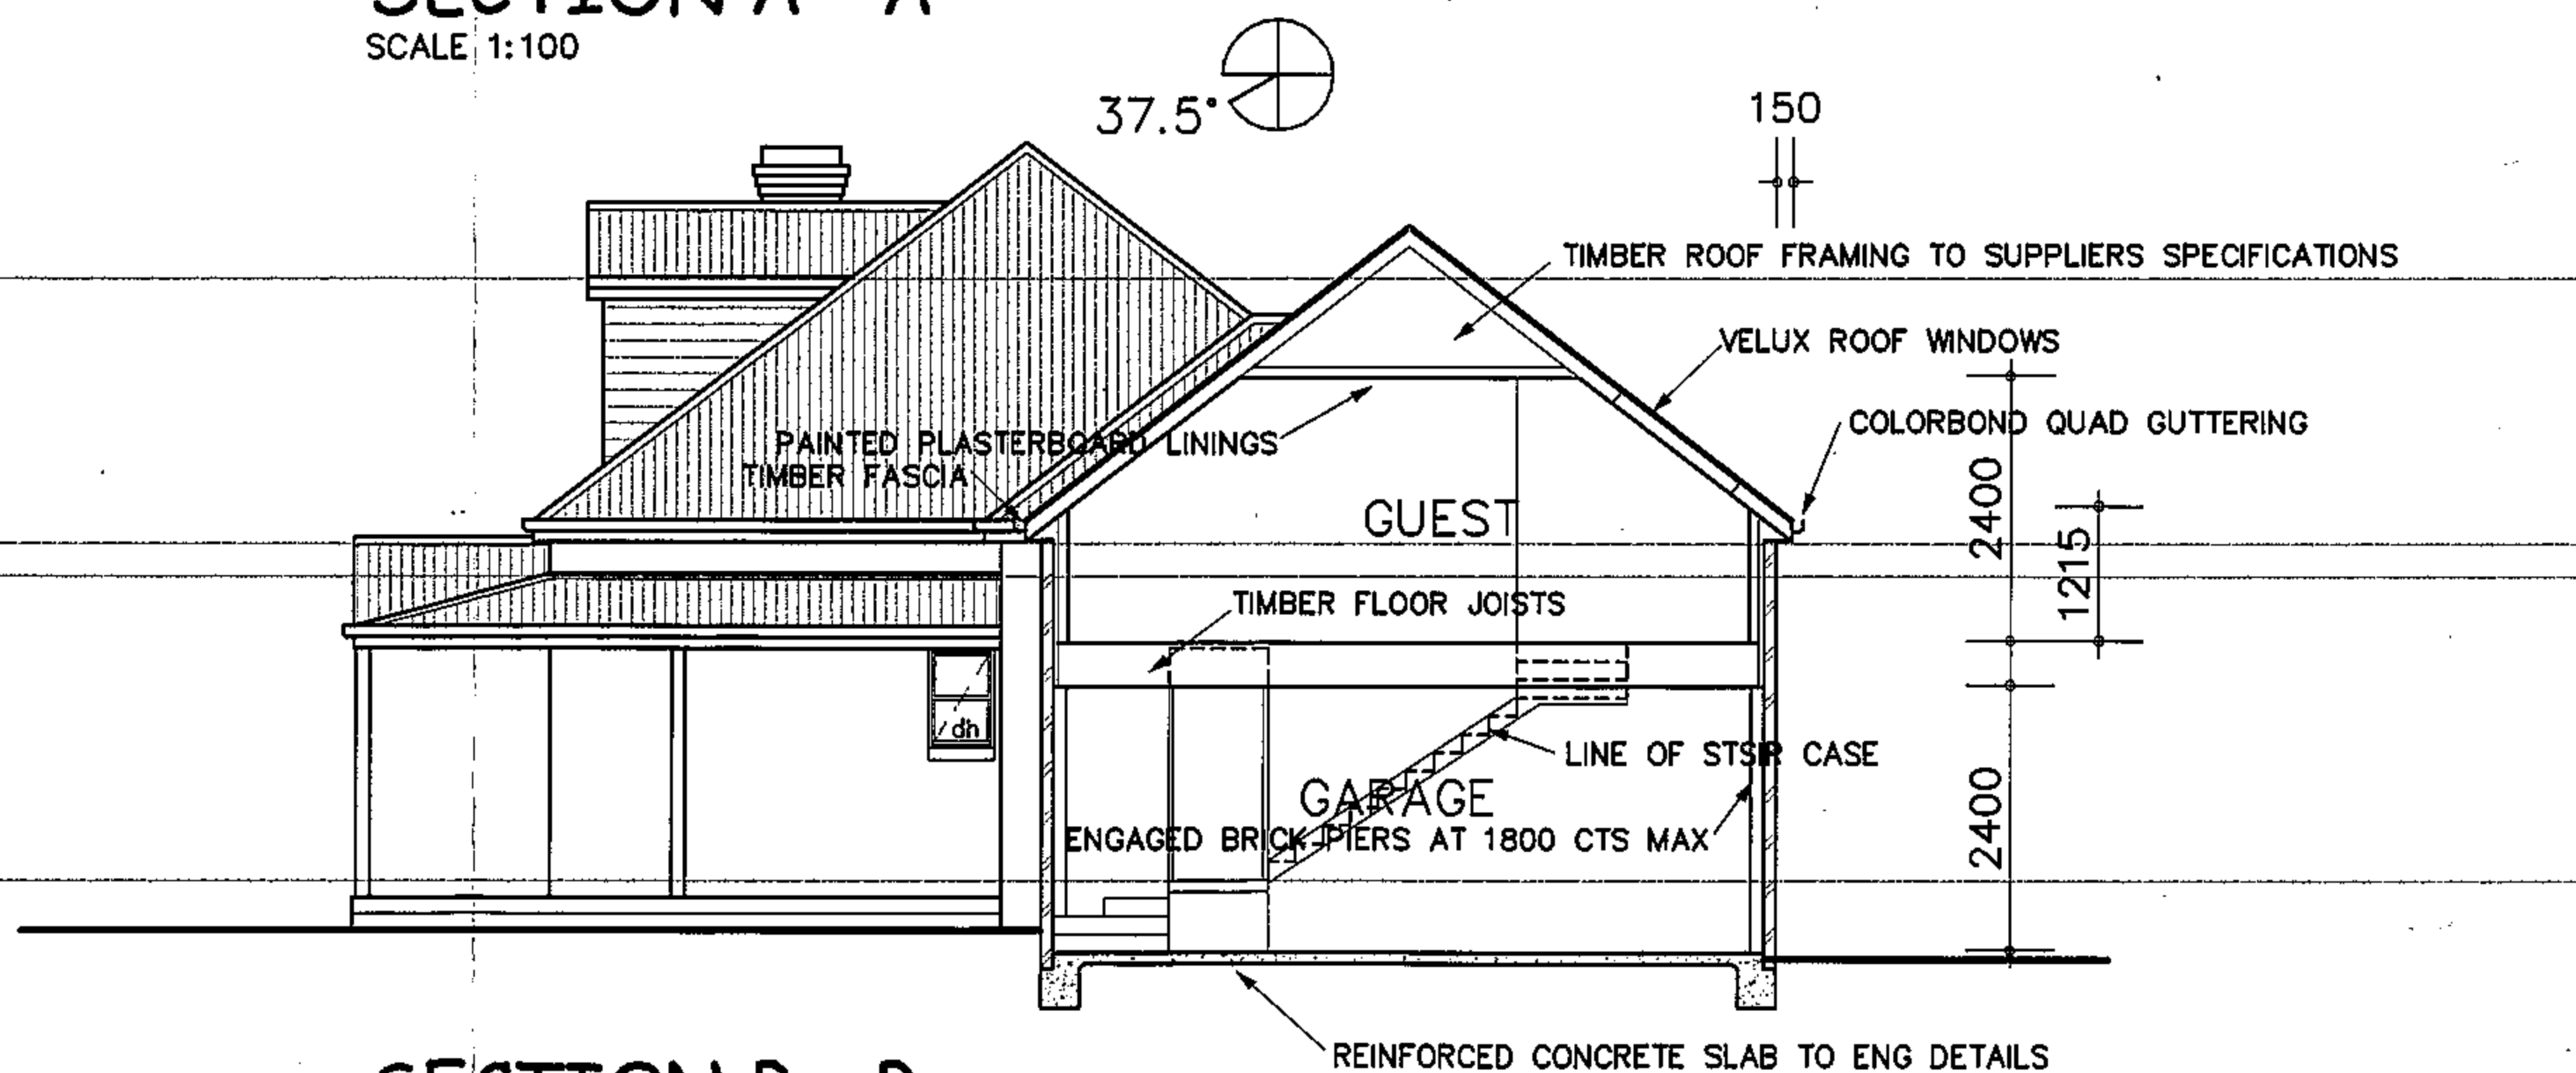 SECTION A - A
SCALE 1:100
37.5°
150
TIMBER ROOF FRAMING TO SUPPLIERS SPECIFICATIONS
VELUX ROOF WINDOWS
COLORBOND QUAD GUTTERING
PAINTED PLASTERBOARD LININGS
TIMBER FASCIA
GUEST
2400
1215
TIMBER FLOOR JOISTS
dh
LINE OF STSIR CASE
GARAGE
ENGAGED BRICK PIERS AT 1800 CTS MAX
2400
REINFORCED CONCRETE SLAB TO ENG DETAILS